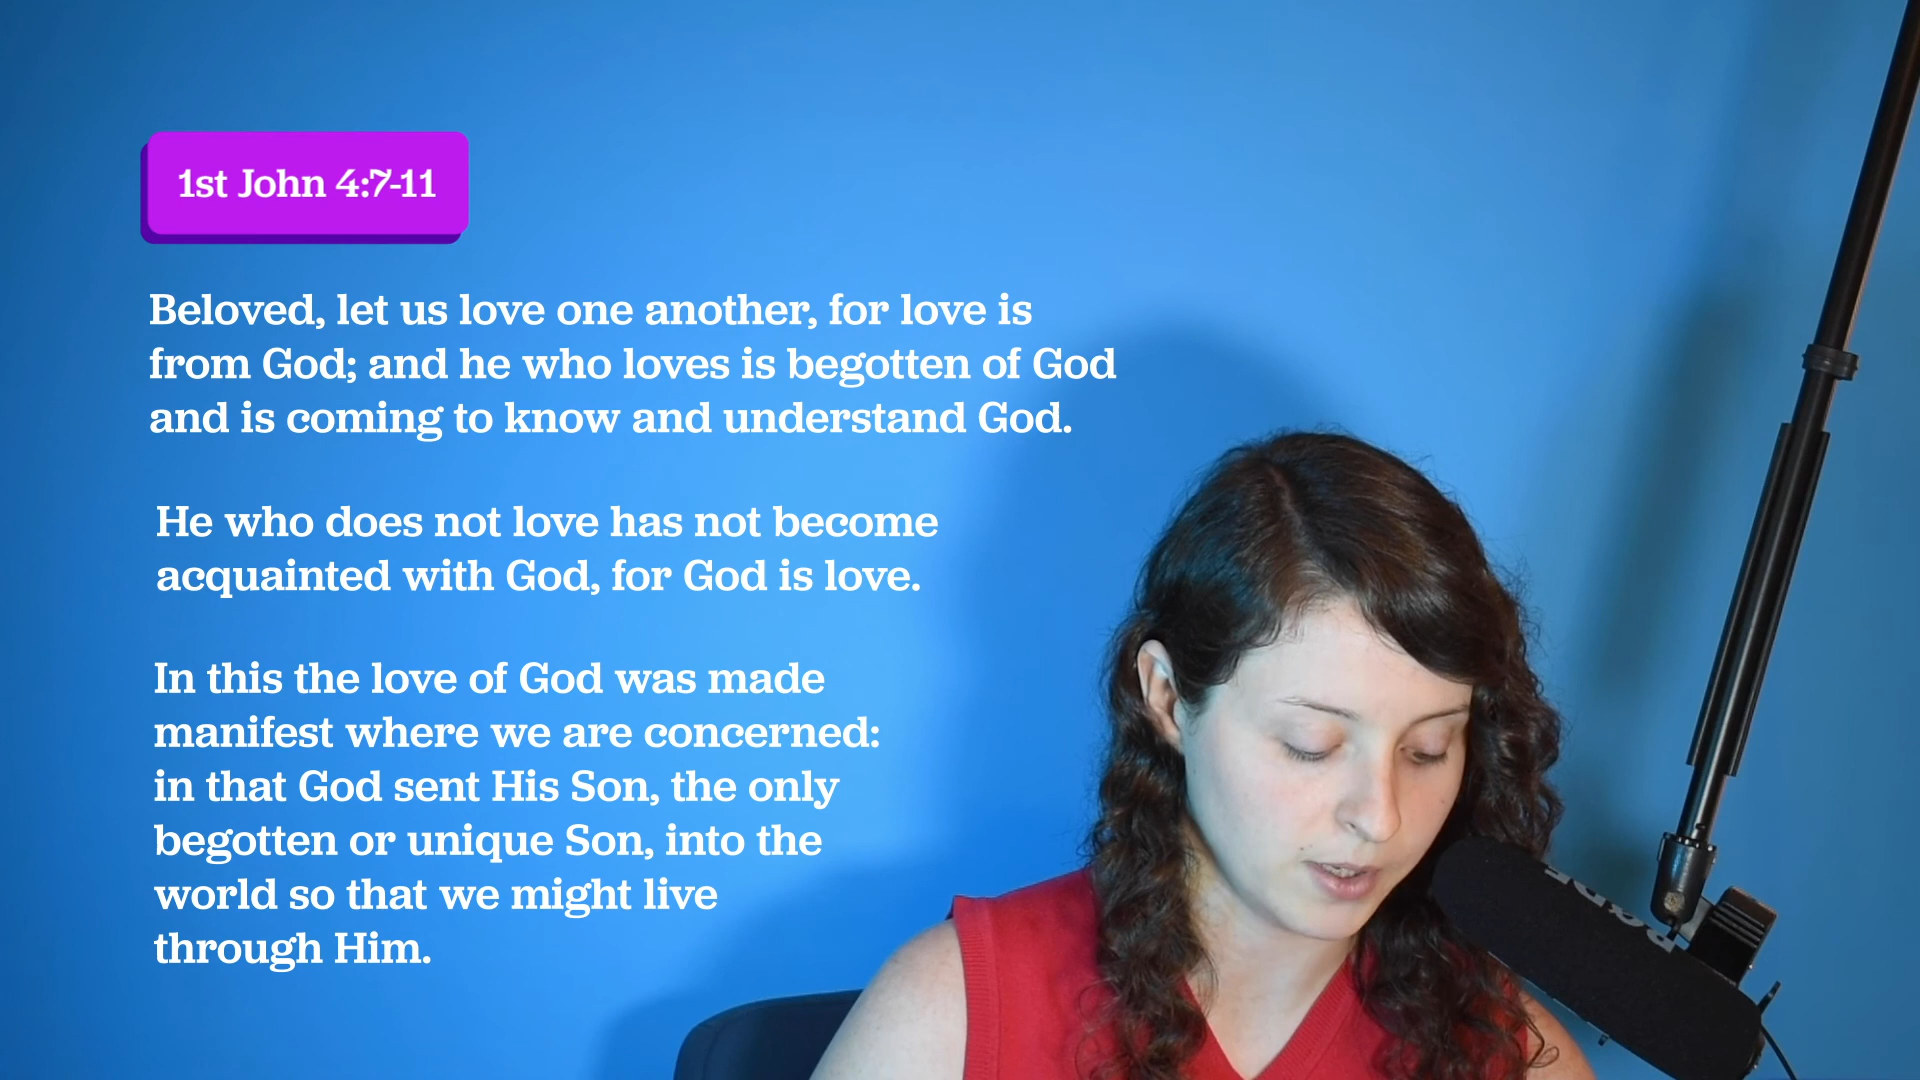 1st John 4:7-11
Beloved, let us love one another, for love is
from God; and he who loves is begotten of God
and is coming to know and understand God.
He who does not love has not become
acquainted with God, for God is love.
In this the love of God was made
manifest where we are concerned:
in that God sent His Son, the only
begotten or unique Son, into the
world so that we might live
through Him.